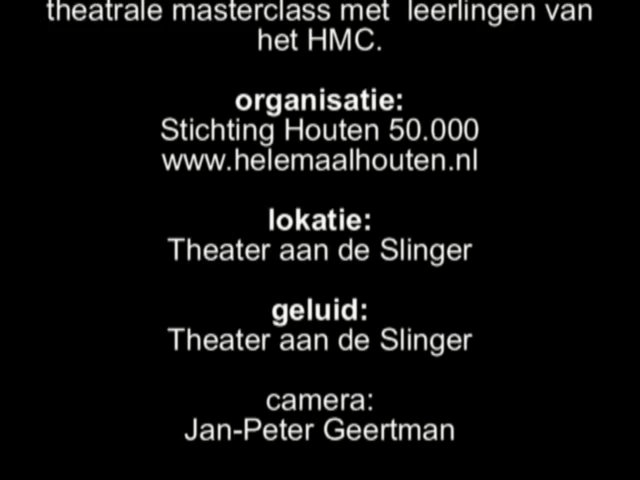 theatrale masterclass met  leerlingen van
het HMC.
organisatie:
Stichting Houten 50.000
www.helemaalhouten.nl
lokatie:
Theater aan de Slinger
geluid:
Theater aan de Slinger
camera:
Jan-Peter Geertman